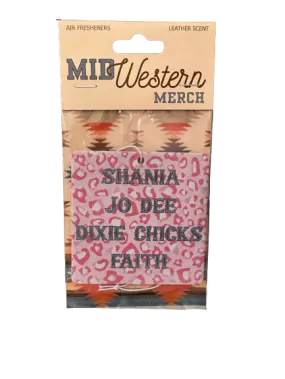 AIR FRESHENERS LEATHER SCENT
MID Western
MERCH
SHANIA
JO DEE
DIXIE CHICKS
FAITH